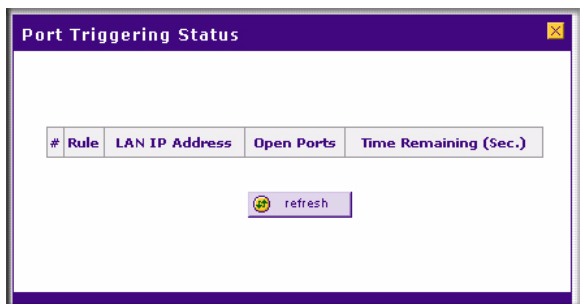 Port Triggering Status
# Rule LAN IP Address Open Ports Time Remaining (Sec.)
refresh